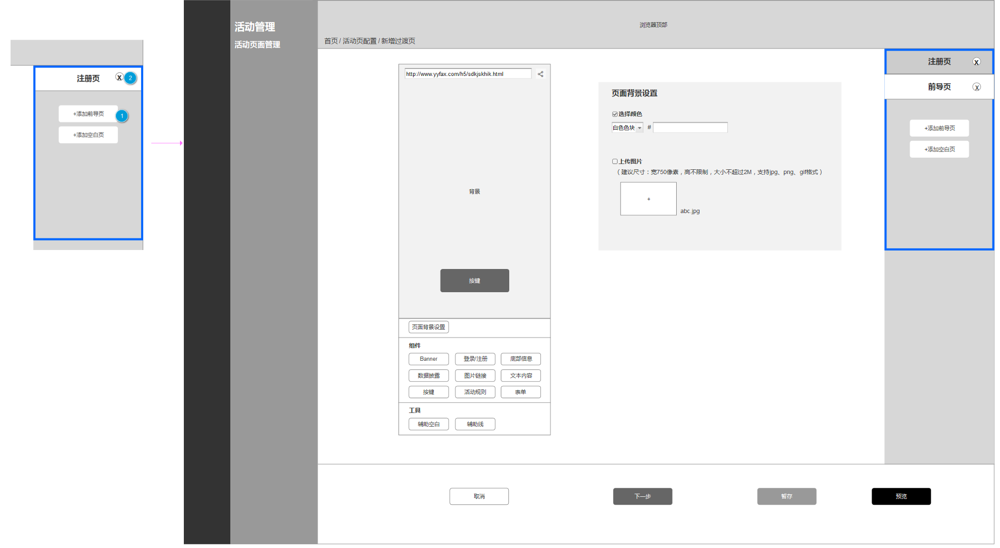 注册页
X
2
+添加前导页
1
+添加空白页
活动管理
活动页面管理
浏览器顶部
首页 / 活动页配置 / 新增过渡页
http://www.yyfax.com/h5/sdkjskhik.html
背景
按键
页面背景设置
组件
Banner
登录/注册
底部信息
数据披露
图片链接
文本内容
按键
活动规则
表单
工具
辅助空白
辅助线
页面背景设置
选择颜色
白色色块
#
上传图片
（建议尺寸：宽750像素，高不限制，大小不超过2M，支持jpg、png、gif格式）
+
abc.jpg
注册页
X
前导页
X
+添加前导页
+添加空白页
取消
下一步
暂存
预览